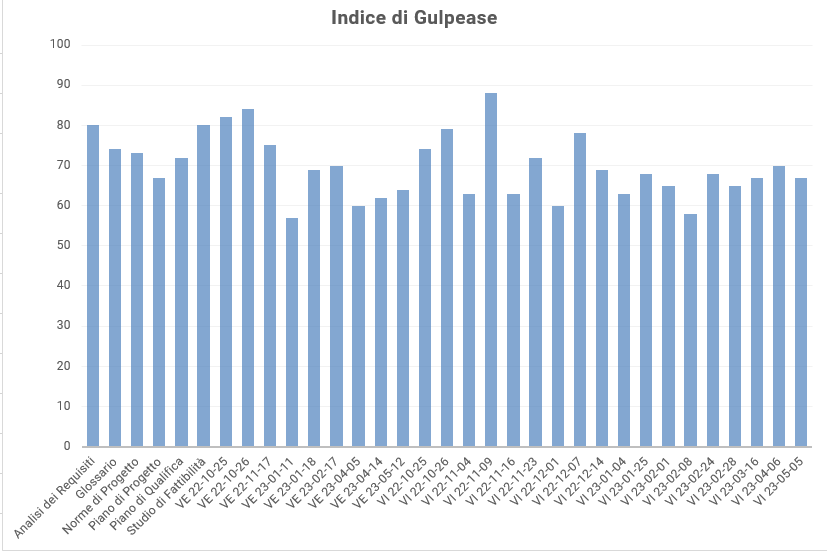 Indice di Gulpease
100
90
80
70
60
50
40
30
20
10
0
Analisi dei Requisiti
Glossario
Norme di Progetto
Piano di Progetto
Piano di Qualifica
Studio di Fattibilità
VE 22-10-25
VE 22-10-26
VE 22-11-17
VE 23-01-11
VE 23-01-18
VE 23-02-17
VE 23-04-05
VE 23-04-14
VE 23-05-12
VI 22-10-25
VI 22-10-26
VI 22-11-04
VI 22-11-09
VI 22-11-16
VI 22-11-23
VI 22-12-01
VI 22-12-07
VI 22-12-14
VI 23-01-04
VI 23-01-25
VI 23-02-01
VI 23-02-08
VI 23-02-24
VI 23-02-28
VI 23-03-16
VI 23-04-06
VI 23-05-05